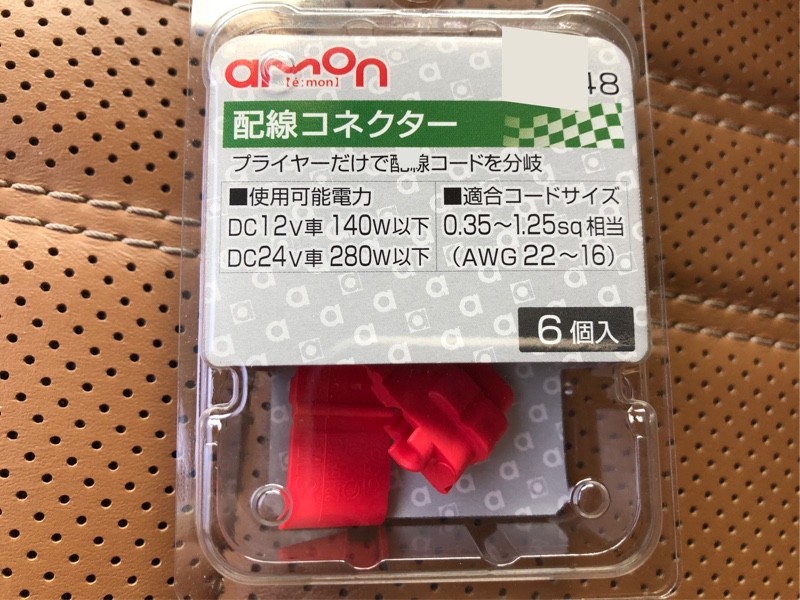 amon
【é:mon】
48
配線コネクター
プライヤーだけで配線コードを分岐
■使用可能電力
DC12V車 140W以下
DC24V車 280W以下
■適合コードサイズ
0.35～1.25sq相当
（AWG 22～16）
6個入